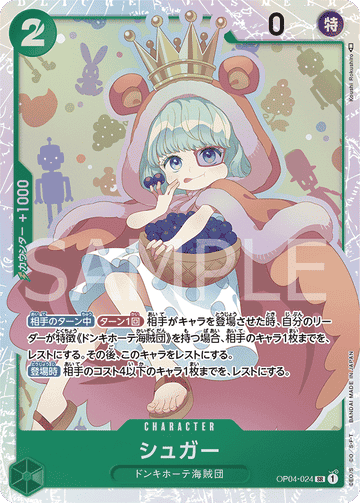 2
0
特
Koushi Rokushiro
カウンター +1000
SAMPLE
相手のターン中 ターン1回 相手がキャラを登場させた時、自分のリー
ダーが特徴《ドンキホーテ海賊団》を持つ場合、相手のキャラ1枚までを、
レストにする。その後、このキャラをレストにする。
登場時 相手のコスト4以下のキャラ1枚までを、レストにする。
CHARACTER
シュガー
ドンキホーテ海賊団
OP04-024 SR 1